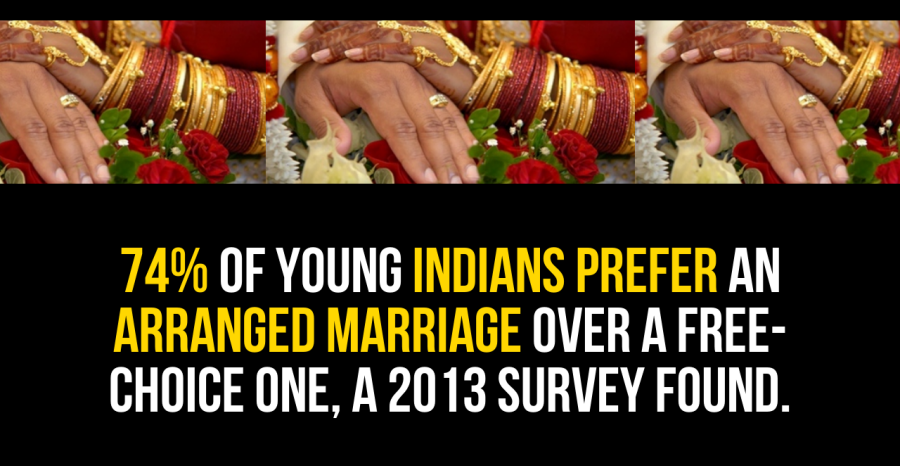 74% OF YOUNG INDIANS PREFER AN
ARRANGED MARRIAGE OVER A FREE-
CHOICE ONE, A 2013 SURVEY FOUND.